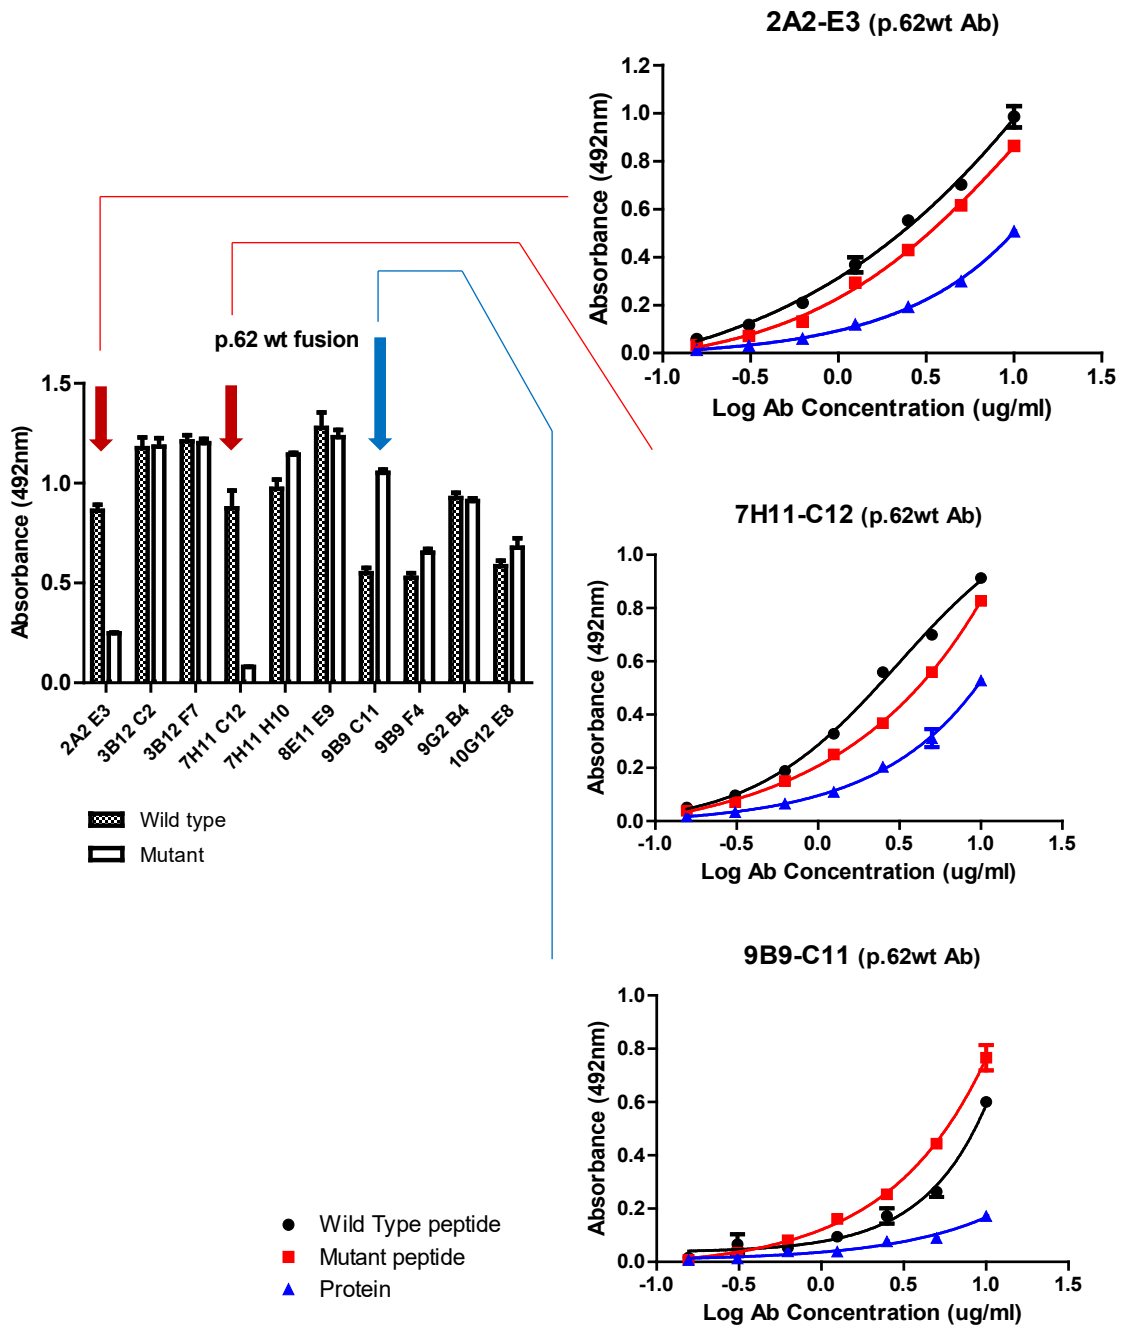 2A2-E3 (p.62wt Ab)
1.2
1.0
0.8
0.6
0.4
0.2
0.0
Absorbance (492nm)
-1.0
-0.5
0.0
0.5
1.0
1.5
Log Ab Concentration (ug/ml)
p.62 wt fusion
1.5
1.0
0.5
0.0
Absorbance (492nm)
2A2 E3
3B12 C2
3B12 F7
7H11 C12
7H11 H10
8E11 E9
9B9 C11
9B9 F4
9G2 B4
10G12 E8
Wild type
Mutant
7H11-C12 (p.62wt Ab)
1.0
0.8
0.6
0.4
0.2
0.0
Absorbance (492nm)
-1.0
-0.5
0.0
0.5
1.0
1.5
Log Ab Concentration (ug/ml)
9B9-C11 (p.62wt Ab)
1.0
0.8
0.6
0.4
0.2
0.0
Absorbance (492nm)
-1.0
-0.5
0.0
0.5
1.0
1.5
Log Ab Concentration (ug/ml)
Wild Type peptide
Mutant peptide
Protein